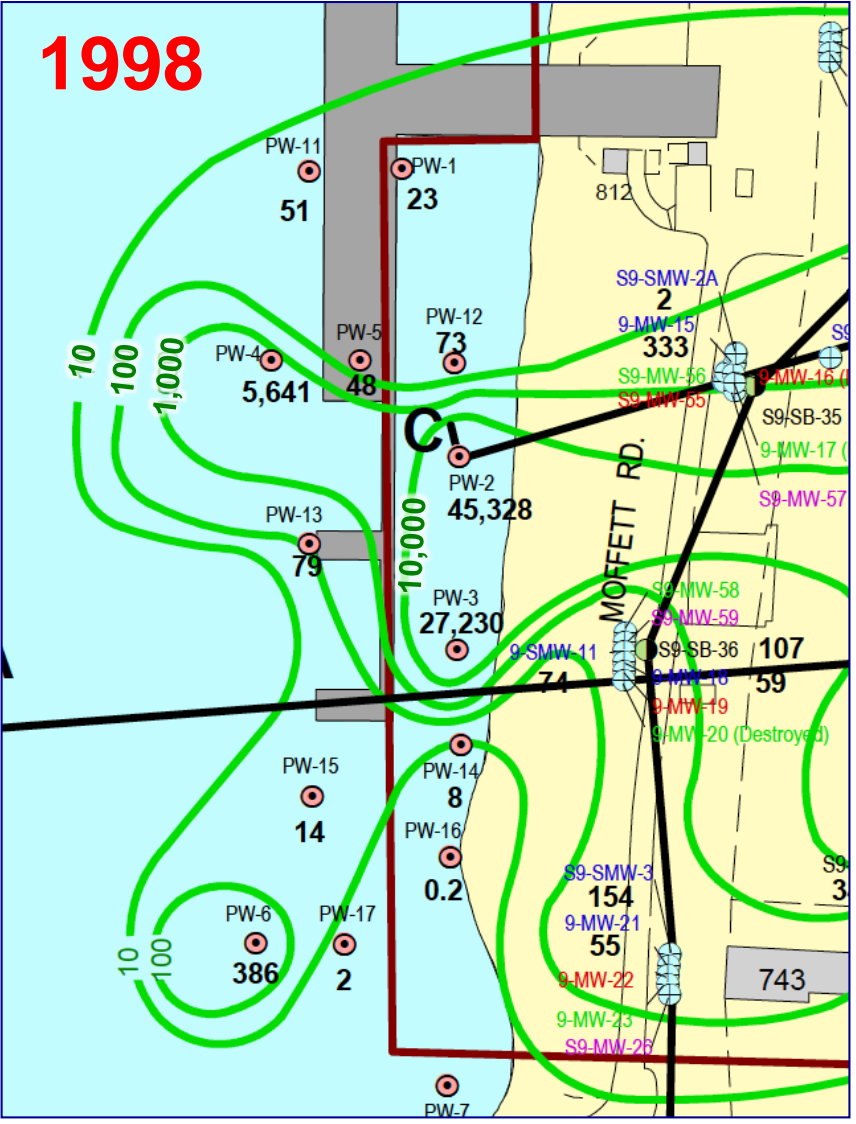 1998
PW-11
51
PW-1
23
812
S9-SMW-2A
2
9-MW-15
333
PW-12
73
PW-5
48
PW-4
5,641
10
100
1,000
S9-MW-56
S9-MW-55
9-MW-16
S9-SB-35
9-MW-17
S9-MW-57
C
PW-2
45,328
MOFFETT RD.
10,000
PW-13
79
PW-3
27,230
S9-MW-58
S9-MW-59
9-SMW-11
74
S9-SB-36
107
9-MW-18
59
9-MW-19
9-MW-20 (Destroyed)
PW-14
8
PW-15
14
PW-16
0.2
S9-SMW-3
154
9-MW-21
55
PW-6
386
PW-17
2
10
100
9-MW-22
743
9-MW-23
S9-MW-26
PW-7